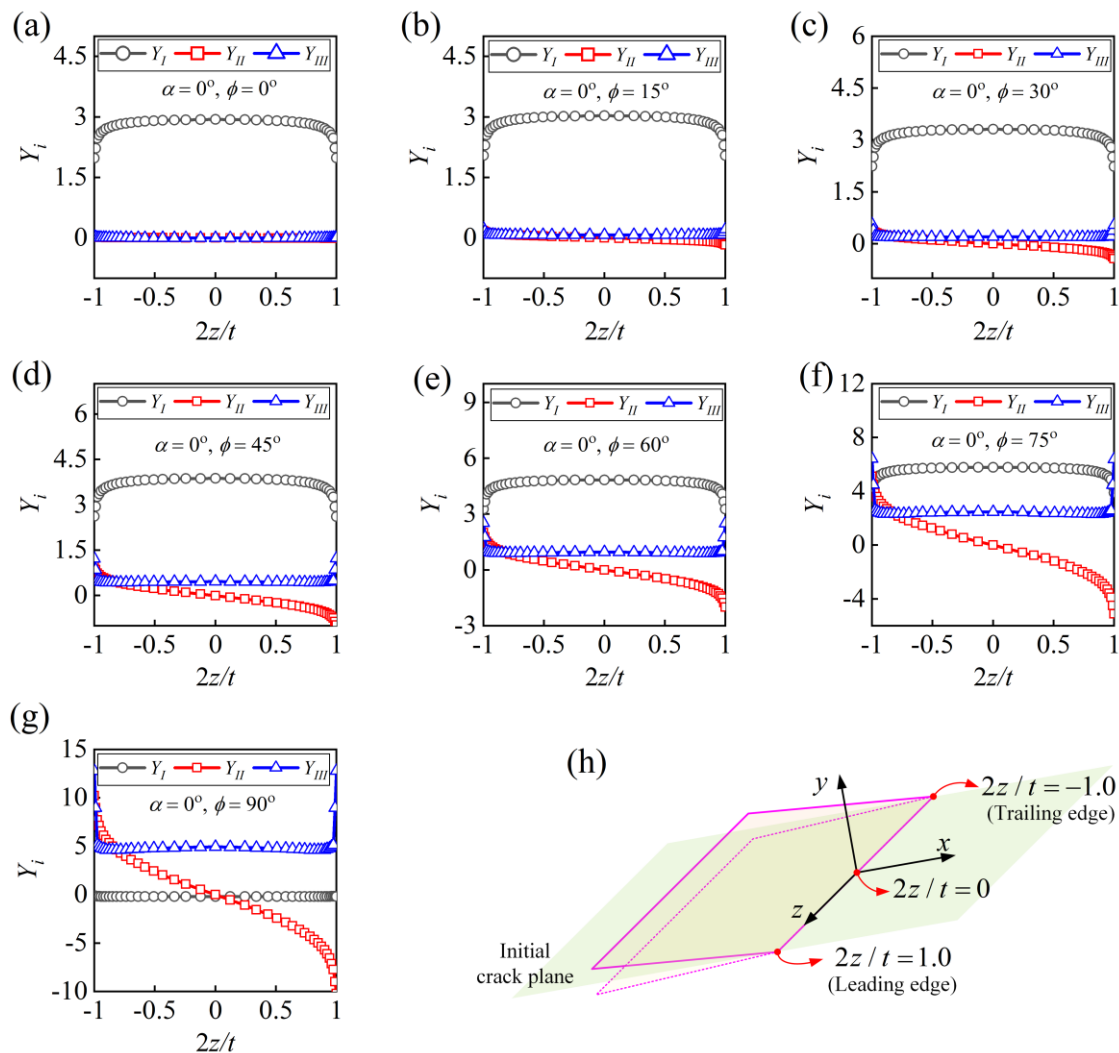 (a)
4.5
3
1.5
0
Y_i
Y_I Y_II Y_III
α = 0°, ϕ = 0°
-1 -0.5 0 0.5 1
2z/t
(b)
4.5
3
1.5
0
Y_i
Y_I Y_II Y_III
α = 0°, ϕ = 15°
-1 -0.5 0 0.5 1
2z/t
(c)
6
4.5
3
1.5
0
Y_i
Y_I Y_II Y_III
α = 0°, ϕ = 30°
-1 -0.5 0 0.5 1
2z/t
(d)
6
4.5
3
1.5
0
Y_i
Y_I Y_II Y_III
α = 0°, ϕ = 45°
-1 -0.5 0 0.5 1
2z/t
(e)
9
6
3
0
-3
Y_i
Y_I Y_II Y_III
α = 0°, ϕ = 60°
-1 -0.5 0 0.5 1
2z/t
(f)
12
8
4
0
-4
Y_i
Y_I Y_II Y_III
α = 0°, ϕ = 75°
-1 -0.5 0 0.5 1
2z/t
(g)
15
10
5
0
-5
-10
Y_i
Y_I Y_II Y_III
α = 0°, ϕ = 90°
-1 -0.5 0 0.5 1
2z/t
(h)
y
2z / t = −1.0
(Trailing edge)
x
2z / t = 0
z
Initial
crack plane
2z / t = 1.0
(Leading edge)